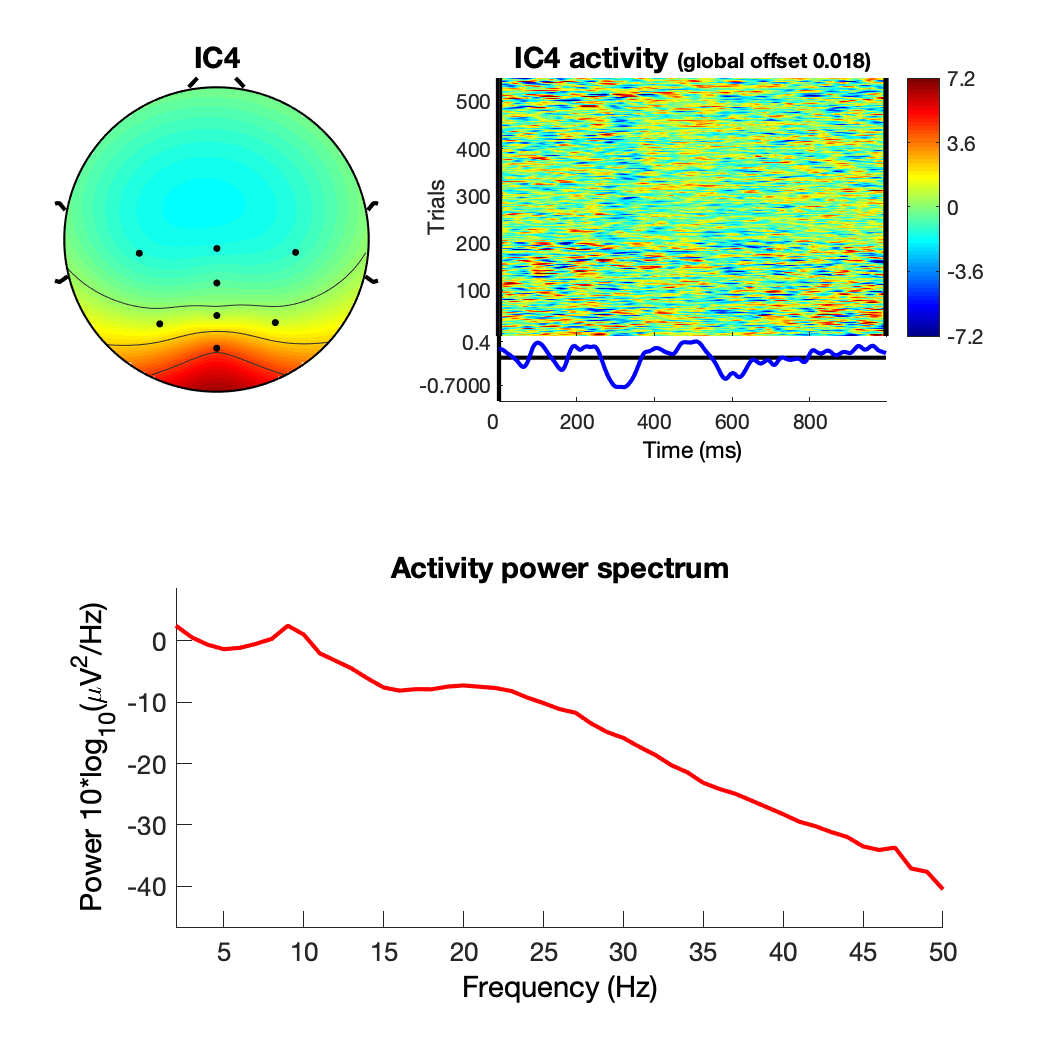 IC4
IC4 activity (global offset 0.018)
Trials
500
400
300
200
100
7.2
3.6
0
-3.6
-7.2
0.4
-0.7000
0 200 400 600 800
Time (ms)
Activity power spectrum
Power 10*log10(μV2/Hz)
0
-10
-20
-30
-40
5 10 15 20 25 30 35 40 45 50
Frequency (Hz)